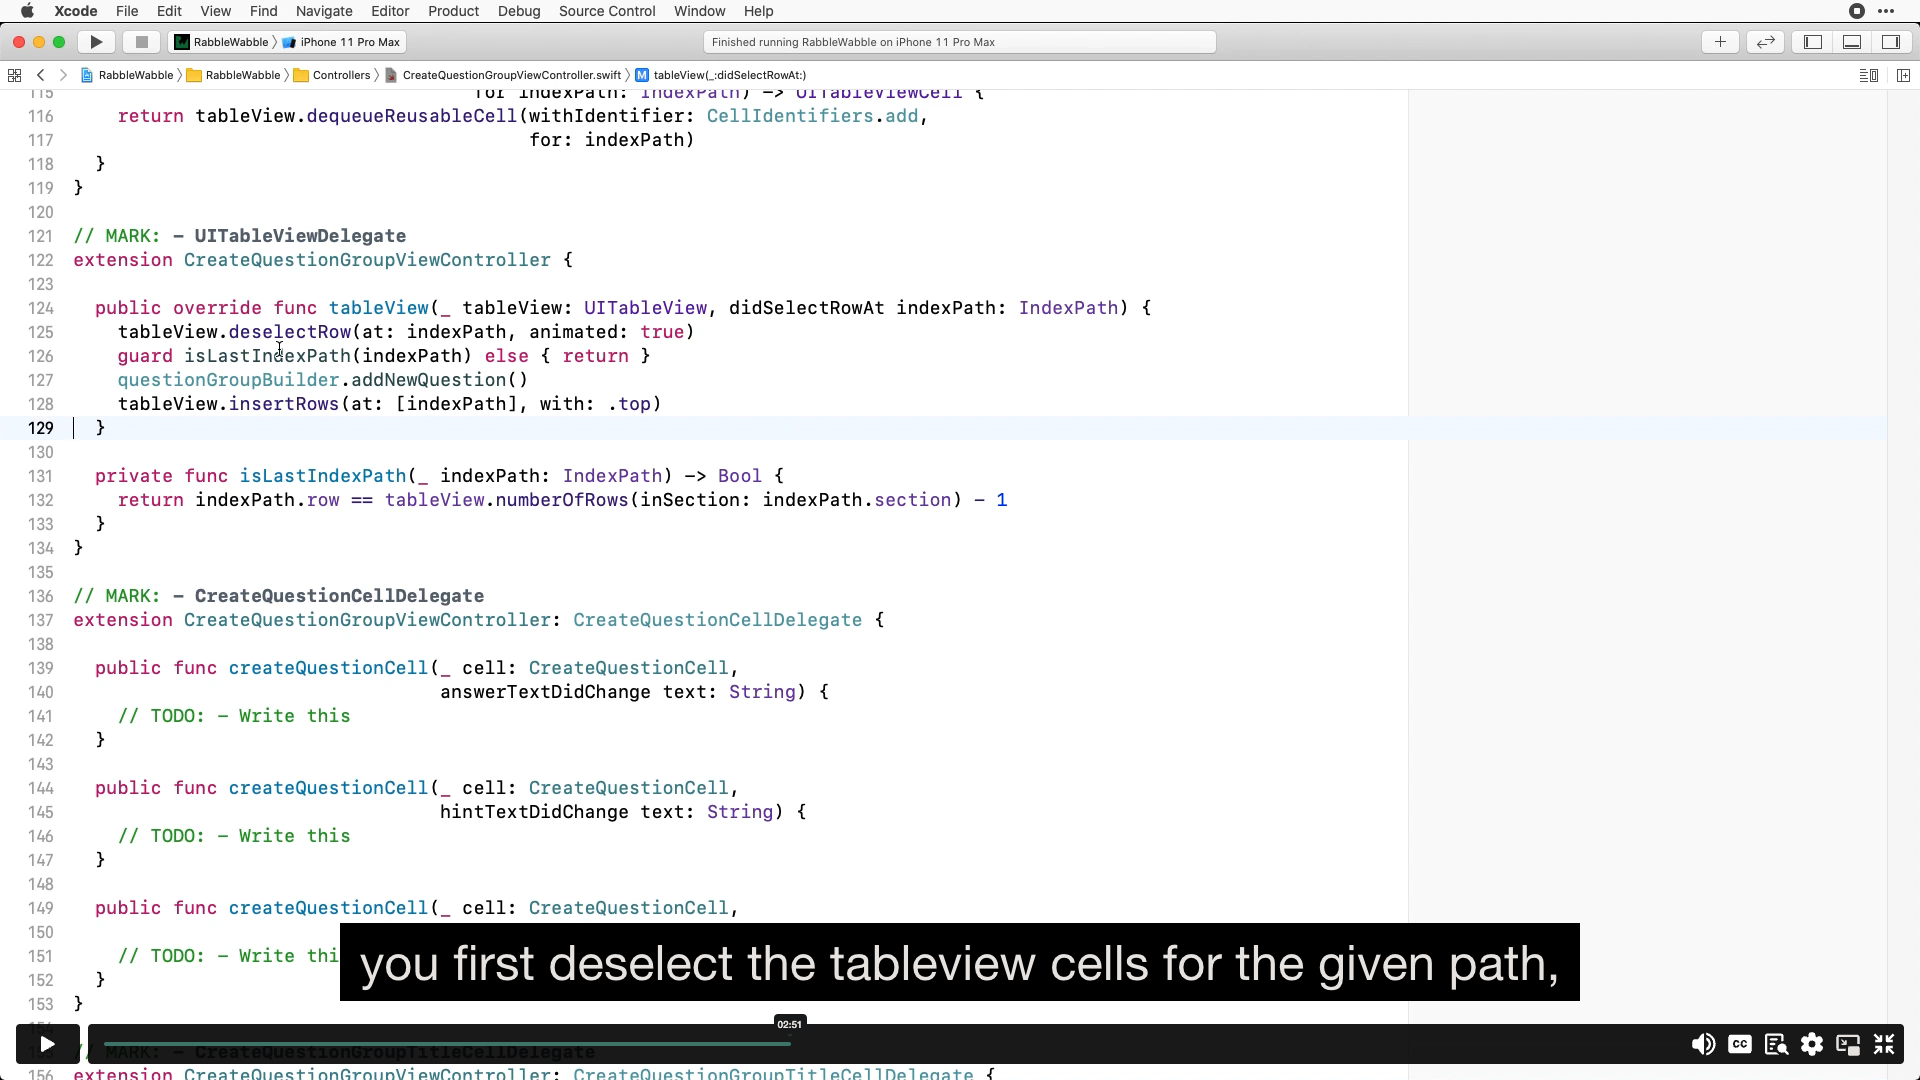 Xcode File Edit View Find Navigate Editor Product Debug Source Control Window Help
RabbleWabble iPhone 11 Pro Max
Finished running RabbleWabble on iPhone 11 Pro Max
RabbleWabble RabbleWabble Controllers CreateQuestionGroupViewController.swift M tableView(_:didSelectRowAt:)
115 for indexPath: IndexPath) -> UITableViewCell {
116 return tableView.dequeueReusableCell(withIdentifier: CellIdentifiers.add,
117 for: indexPath)
118 }
119 }
120
121 // MARK: - UITableViewDelegate
122 extension CreateQuestionGroupViewController {
123
124 public override func tableView(_ tableView: UITableView, didSelectRowAt indexPath: IndexPath) {
125 tableView.deselectRow(at: indexPath, animated: true)
126 guard isLastIndexPath(indexPath) else { return }
127 questionGroupBuilder.addNewQuestion()
128 tableView.insertRows(at: [indexPath], with: .top)
129 }
130
131 private func isLastIndexPath(_ indexPath: IndexPath) -> Bool {
132 return indexPath.row == tableView.numberOfRows(inSection: indexPath.section) - 1
133 }
134 }
135
136 // MARK: - CreateQuestionCellDelegate
137 extension CreateQuestionGroupViewController: CreateQuestionCellDelegate {
138
139 public func createQuestionCell(_ cell: CreateQuestionCell,
140 answerTextDidChange text: String) {
141 // TODO: - Write this
142 }
143
144 public func createQuestionCell(_ cell: CreateQuestionCell,
145 hintTextDidChange text: String) {
146 // TODO: - Write this
147 }
148
149 public func createQuestionCell(_ cell: CreateQuestionCell,
150
151 // TODO: - Write thi
152 }
153 }
you first deselect the tableview cells for the given path,
154
02:51
// MARK: - CreateQuestionGroupTitleCellDelegate
CC
156 extension CreateQuestionGroupViewController: CreateQuestionGroupTitleCellDelegate {